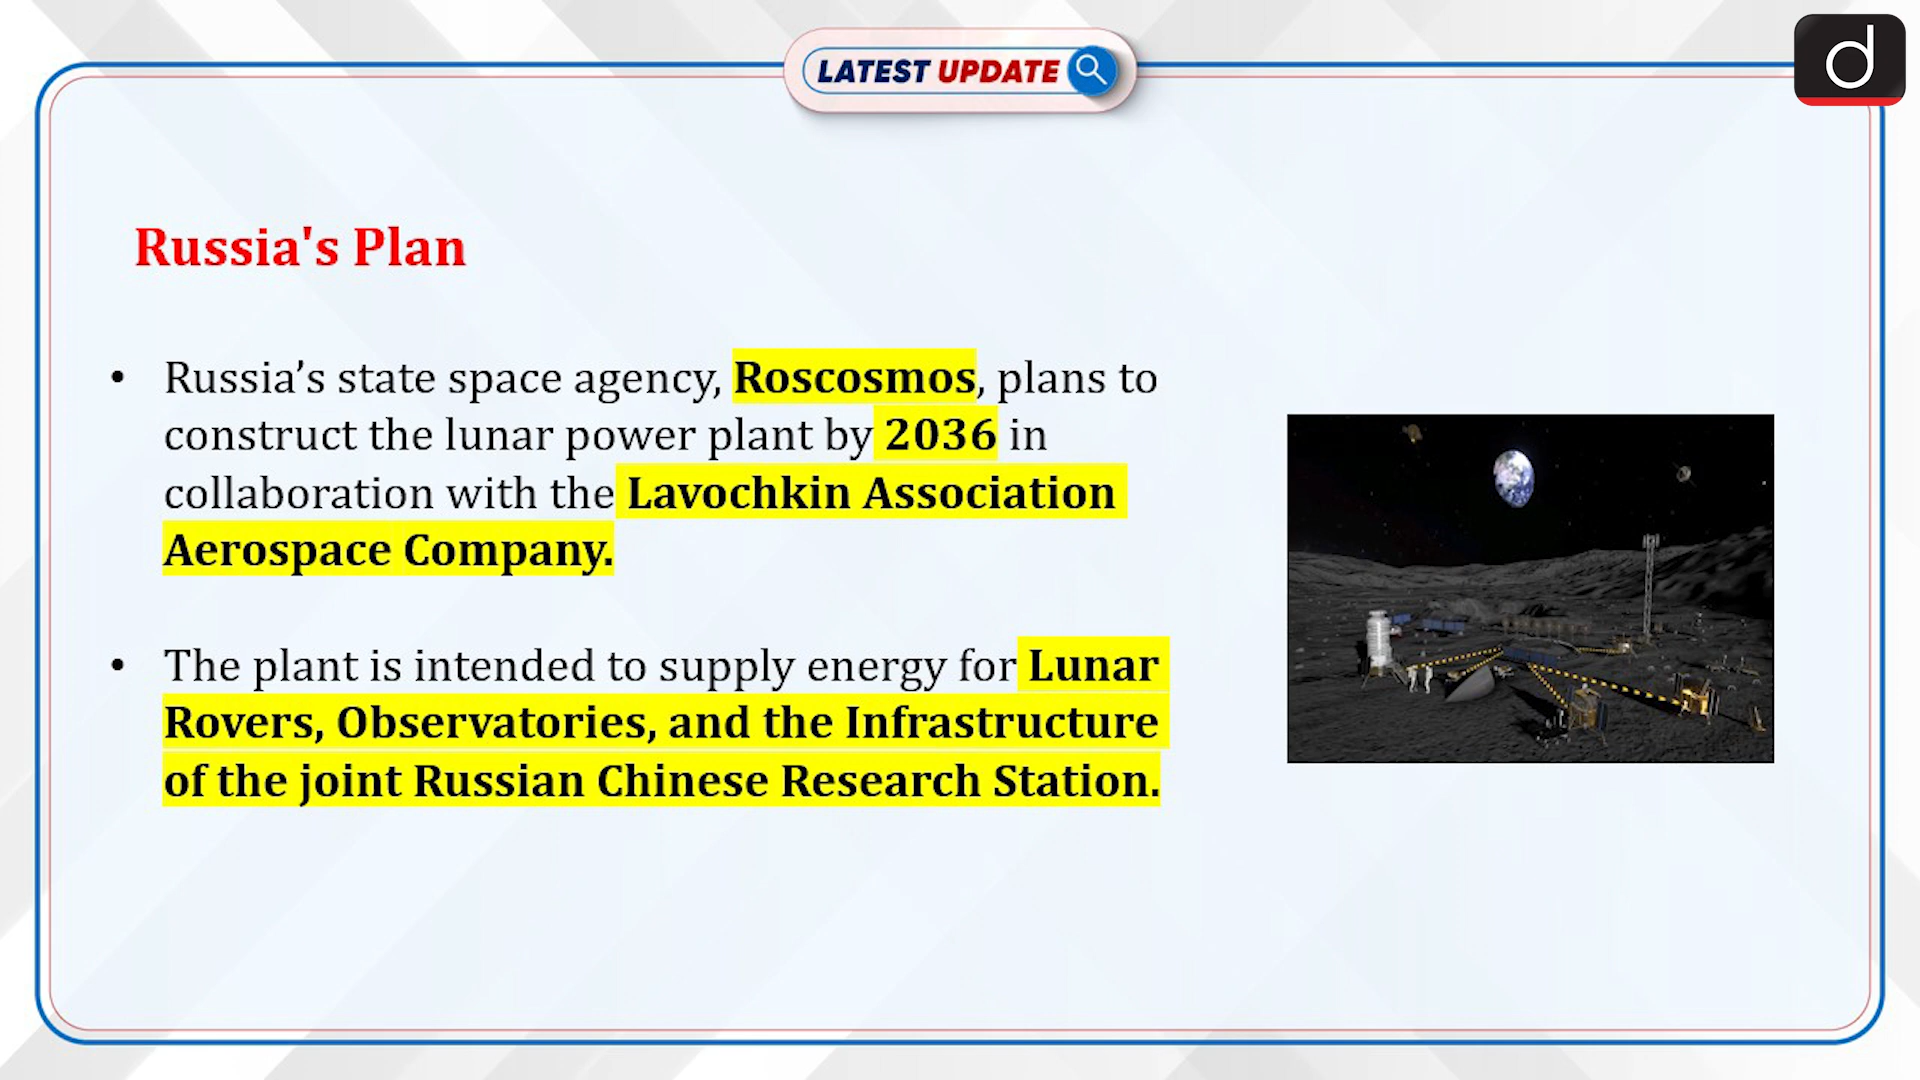 LATEST UPDATE
d
Russia's Plan
• Russia’s state space agency, Roscosmos, plans to
construct the lunar power plant by 2036 in
collaboration with the Lavochkin Association
Aerospace Company.
• The plant is intended to supply energy for Lunar
Rovers, Observatories, and the Infrastructure
of the joint Russian Chinese Research Station.